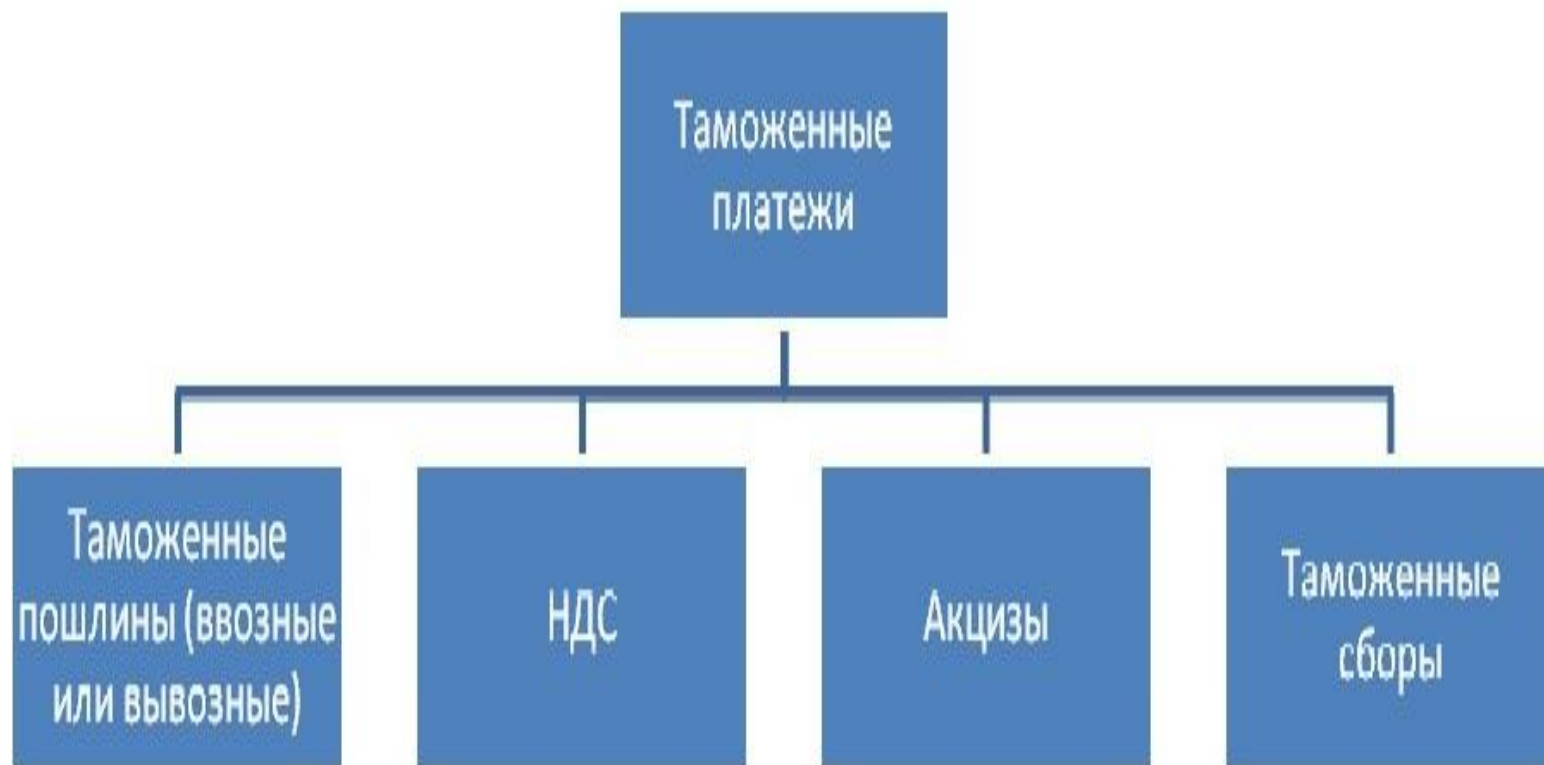 Таможенные
платежи
Таможенные
пошлины (ввозные
или вывозные)
НДС
Акцизы
Таможенные
сборы